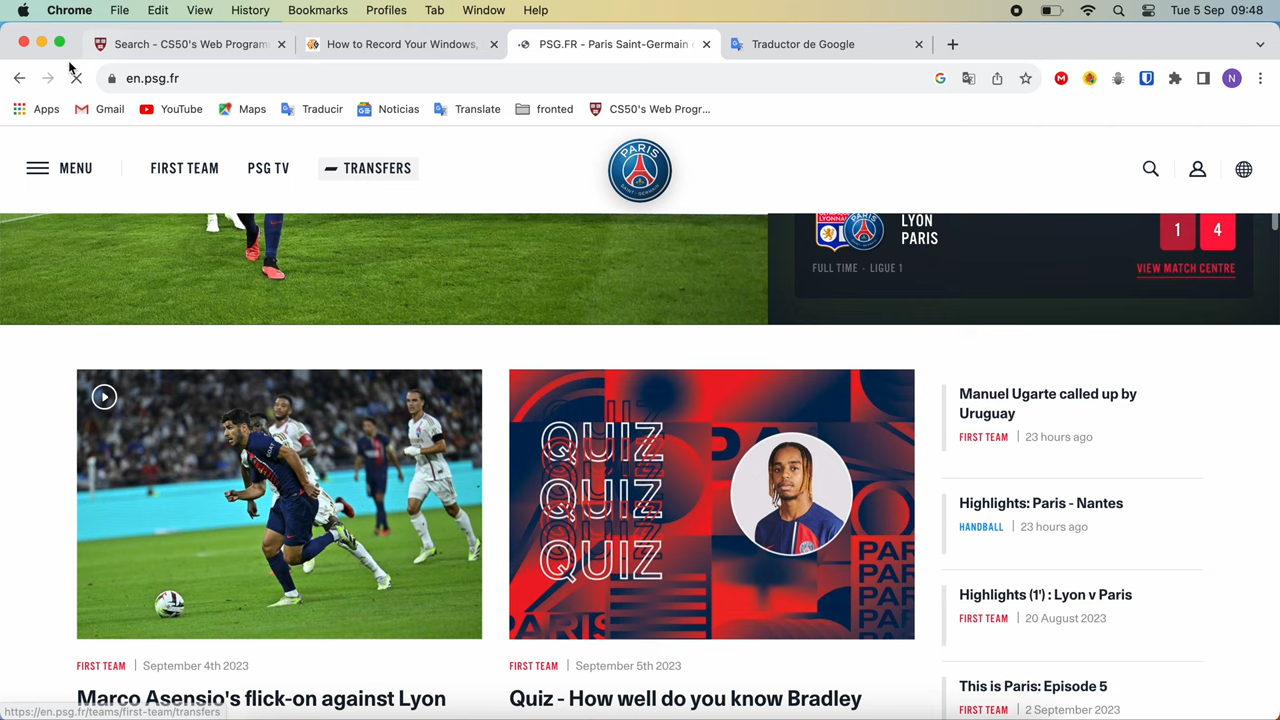 Chrome File Edit View History Bookmarks Profiles Tab Window Help Tue 5 Sep 09:48
Search - CS50's Web Programm How to Record Your Windows, PSG.FR - Paris Saint-Germain Traductor de Google
en.psg.fr N
Apps Gmail YouTube Maps Traducir Noticias Translate fronted CS50's Web Progr...
MENU FIRST TEAM PSG TV TRANSFERS
PARIS
SAINT-GERMAIN
LYON
PARIS
1 4
FULL TIME · LIGUE 1 VIEW MATCH CENTRE
QUIZ
QUIZ
QUIZ
PARIS
PAR
PAR
PAR
FIRST TEAM | September 4th 2023
Marco Asensio's flick-on against Lyon
FIRST TEAM | September 5th 2023
Quiz - How well do you know Bradley
Manuel Ugarte called up by
Uruguay
FIRST TEAM | 23 hours ago
Highlights: Paris - Nantes
HANDBALL | 23 hours ago
Highlights (1') : Lyon v Paris
FIRST TEAM | 20 August 2023
This is Paris: Episode 5
FIRST TEAM | 2 September 2023
https://en.psg.fr/teams/first-team/transfers